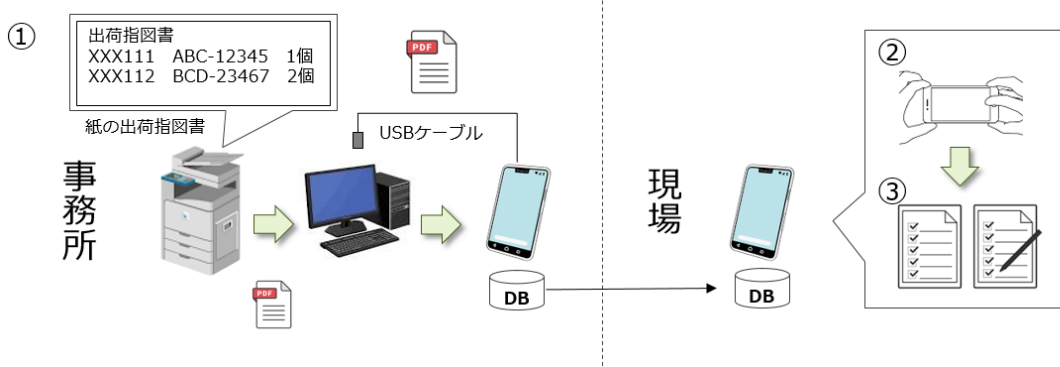 ①
出荷指図書
XXX111 ABC-12345 1個
XXX112 BCD-23467 2個
紙の出荷指図書
PDF
USBケーブル
事務所
PDF
DB
現場
DB
②
③